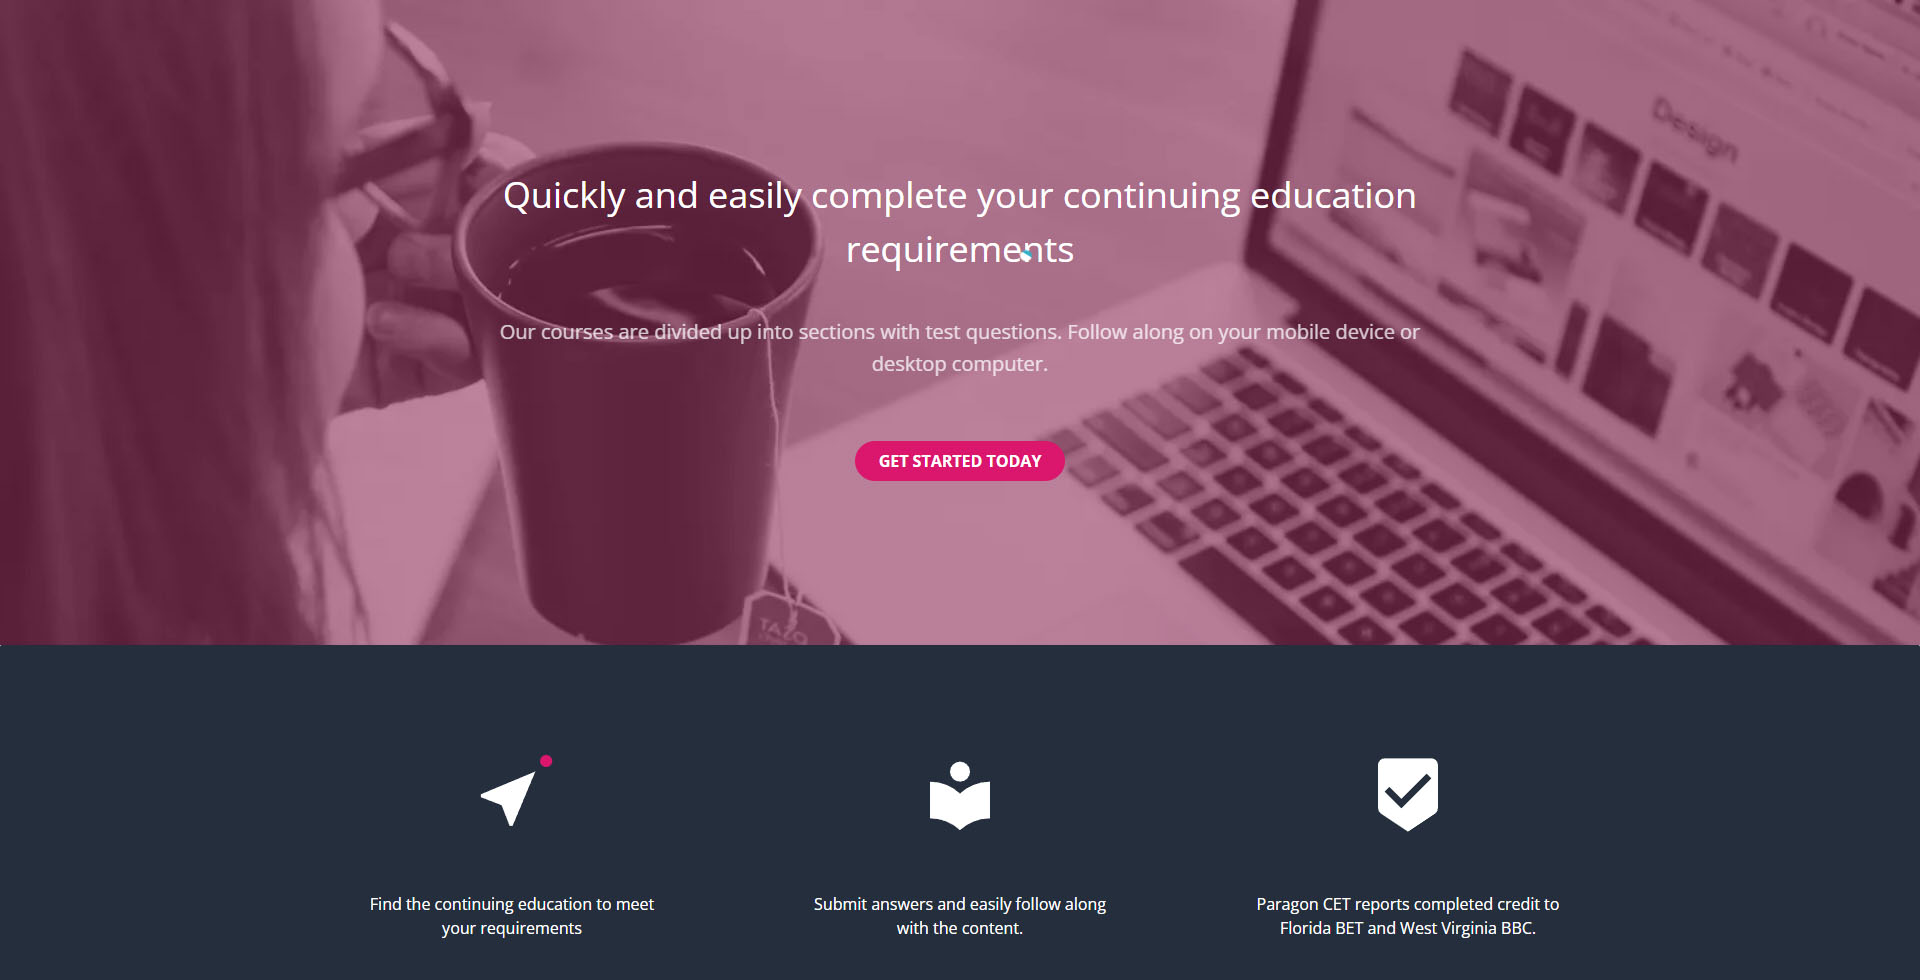 Design
Quickly and easily complete your continuing education
requirements
Our courses are divided up into sections with test questions. Follow along on your mobile device or
desktop computer.
GET STARTED TODAY
TAZO
Find the continuing education to meet
your requirements
Submit answers and easily follow along
with the content.
Paragon CET reports completed credit to
Florida BET and West Virginia BBC.